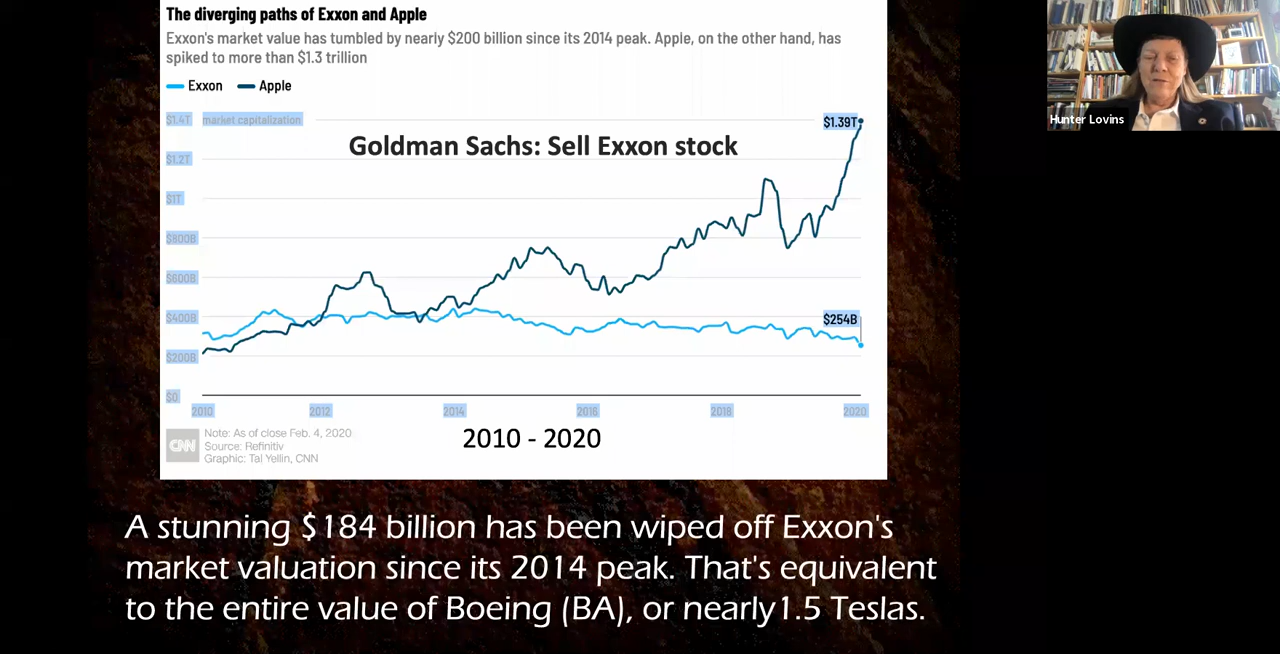 The diverging paths of Exxon and Apple
Exxon's market value has tumbled by nearly $200 billion since its 2014 peak. Apple, on the other hand, has
spiked to more than $1.3 trillion
Exxon Apple
$1.4T market capitalization
$1.39T
Goldman Sachs: Sell Exxon stock
$1.2T
$1T
$800B
$600B
$400B
$254B
$200B
$0
2010 2012 2014 2016 2018 2020
CNN
Note: As of close Feb. 4, 2020
Source: Refinitiv
Graphic: Tal Yellin, CNN
2010 - 2020
A stunning $184 billion has been wiped off Exxon's
market valuation since its 2014 peak. That's equivalent
to the entire value of Boeing (BA), or nearly1.5 Teslas.
Hunter Lovins